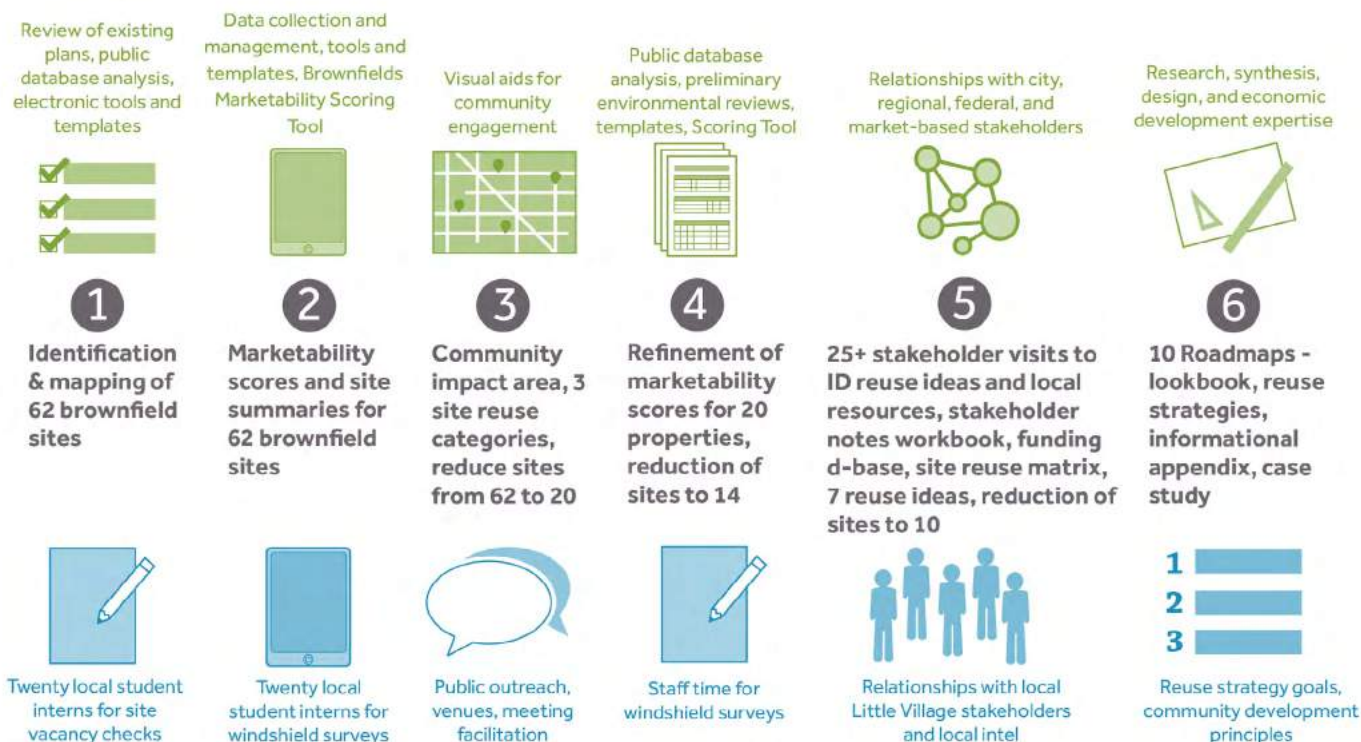 Review of existing
plans, public
database analysis,
electronic tools and
templates
Data collection and
management, tools and
templates, Brownfields
Marketability Scoring
Tool
Visual aids for
community
engagement
Public database
analysis, preliminary
environmental reviews,
templates, Scoring Tool
Relationships with city,
regional, federal, and
market-based stakeholders
Research, synthesis,
design, and economic
development expertise
1
Identification
& mapping of
62 brownfield
sites
2
Marketability
scores and site
summaries for
62 brownfield
sites
3
Community
impact area, 3
site reuse
categories,
reduce sites
from 62 to 20
4
Refinement of
marketability
scores for 20
properties,
reduction of
sites to 14
5
25+ stakeholder visits to
ID reuse ideas and local
resources, stakeholder
notes workbook, funding
d-base, site reuse matrix,
7 reuse ideas, reduction of
sites to 10
6
10 Roadmaps -
lookbook, reuse
strategies,
informational
appendix, case
study
1
2
3
Twenty local student
interns for site
vacancy checks
Twenty local
student interns for
windshield surveys
Public outreach,
venues, meeting
facilitation
Staff time for
windshield surveys
Relationships with local
Little Village stakeholders
and local intel
Reuse strategy goals,
community development
principles